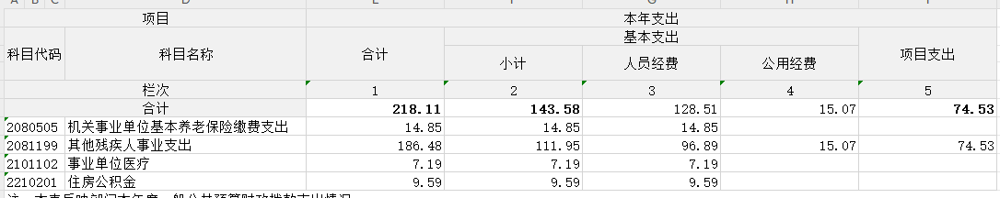 A B C D E F G H I
项目 本年支出
科目代码 科目名称 合计 基本支出 项目支出
小计 人员经费 公用经费
栏次 1 2 3 4 5
合计 218.11 143.58 128.51 15.07 74.53
2080505 机关事业单位基本养老保险缴费支出 14.85 14.85 14.85
2081199 其他残疾人事业支出 186.48 111.95 96.89 15.07 74.53
2101102 事业单位医疗 7.19 7.19 7.19
2210201 住房公积金 9.59 9.59 9.59
注：本表反映部门本年度一般公共预算财政拨款支出情况